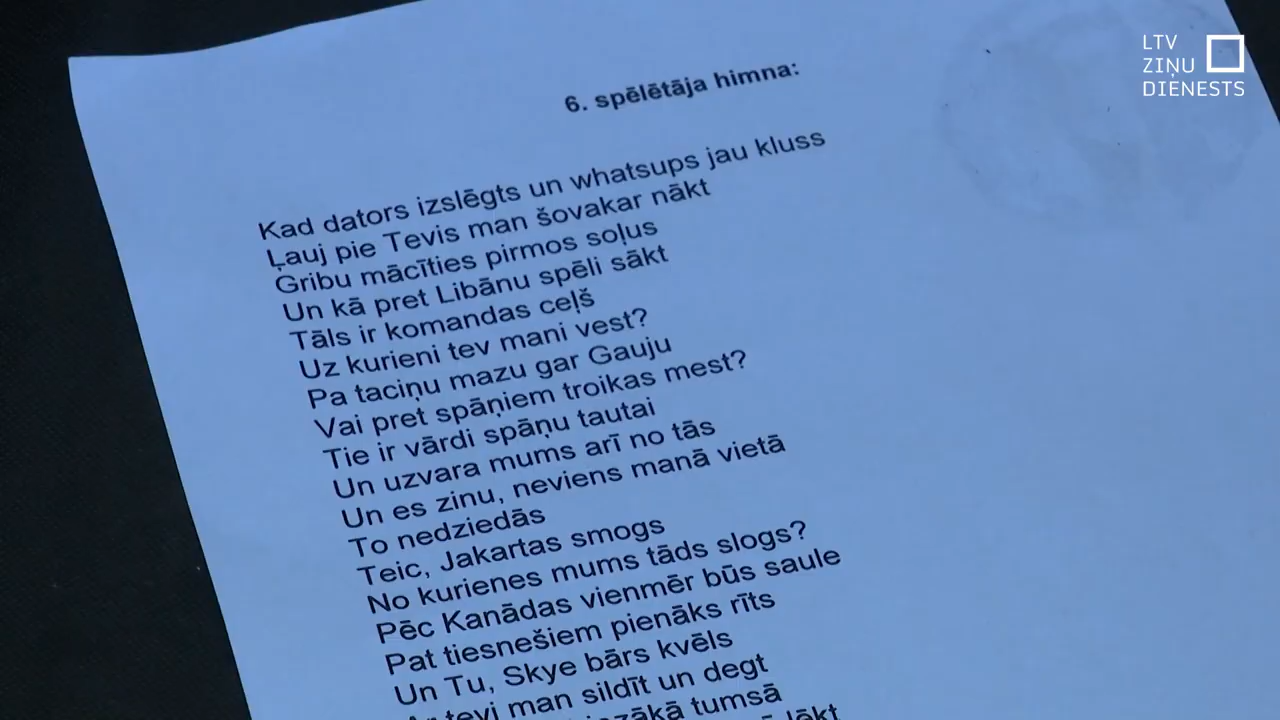 LTV
ZIŅU
DIENESTS
6. spēlētāja himna:
Kad dators izslēgts un whatsups jau kluss
Ļauj pie Tevis man šovakar nākt
Gribu mācīties pirmos soļus
Un kā pret Libānu spēli sākt
Tāls ir komandas ceļš
Uz kurieni tev mani vest?
Pa taciņu mazu gar Gauju
Vai pret spāņiem troikas mest?
Tie ir vārdi spāņu tautai
Un uzvara mums arī no tās
Un es zinu, neviens manā vietā
To nedziedās
Teic, Jakartas smogs
No kurienes mums tāds slogs?
Pēc Kanādas vienmēr būs saule
Pat tiesnešiem pienāks rīts
Un Tu, Skye bārs kvēls
tevi man sildīt un degt
tumsā